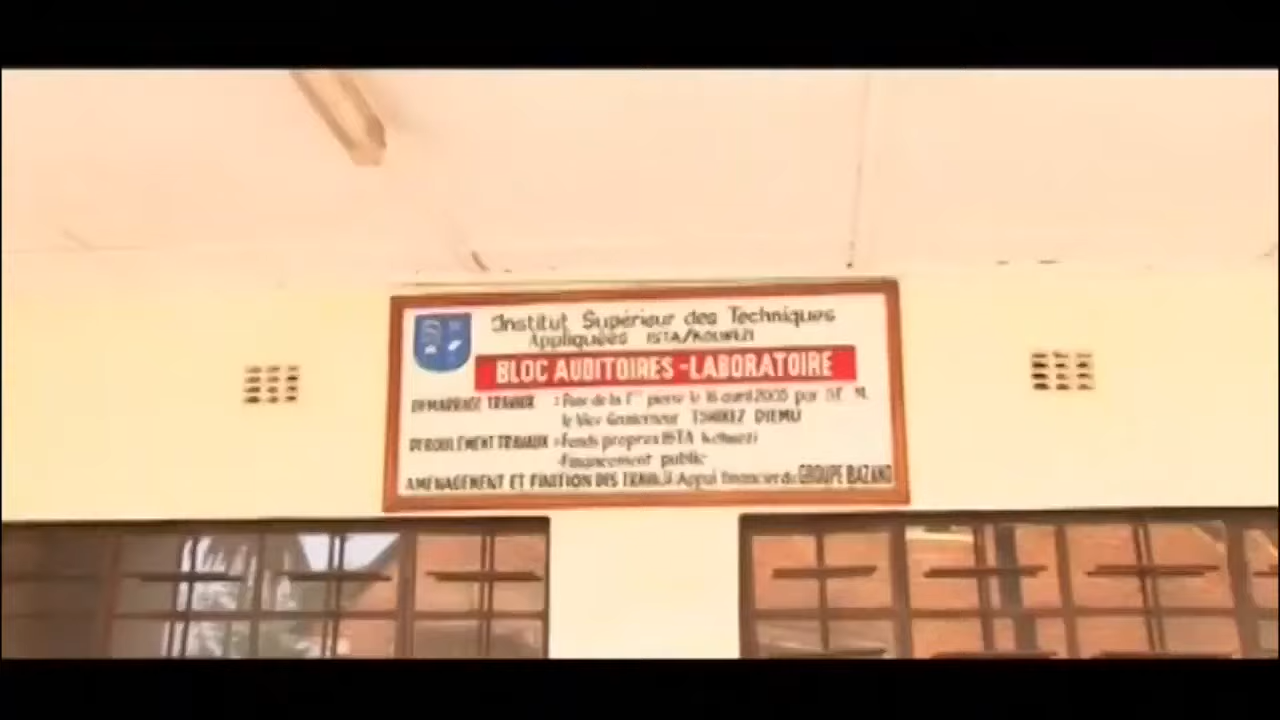 Institut Supérieur des Techniques
Appliquées ISTA/KOLWEZI
BLOC AUDITOIRES - LABORATOIRE
DEMARRAGE TRAVAUX : Pose de la 1ère pierre le 16 avril 2005 par M.
le Vice Gouverneur TSHIKEZ DIEMU
DEROULEMENT TRAVAUX - Fonds propres ISTA Kolwezi
- Financement public
AMENAGEMENT ET FINITION DES TRAVAUX Appui financier du GROUPE BAZANO